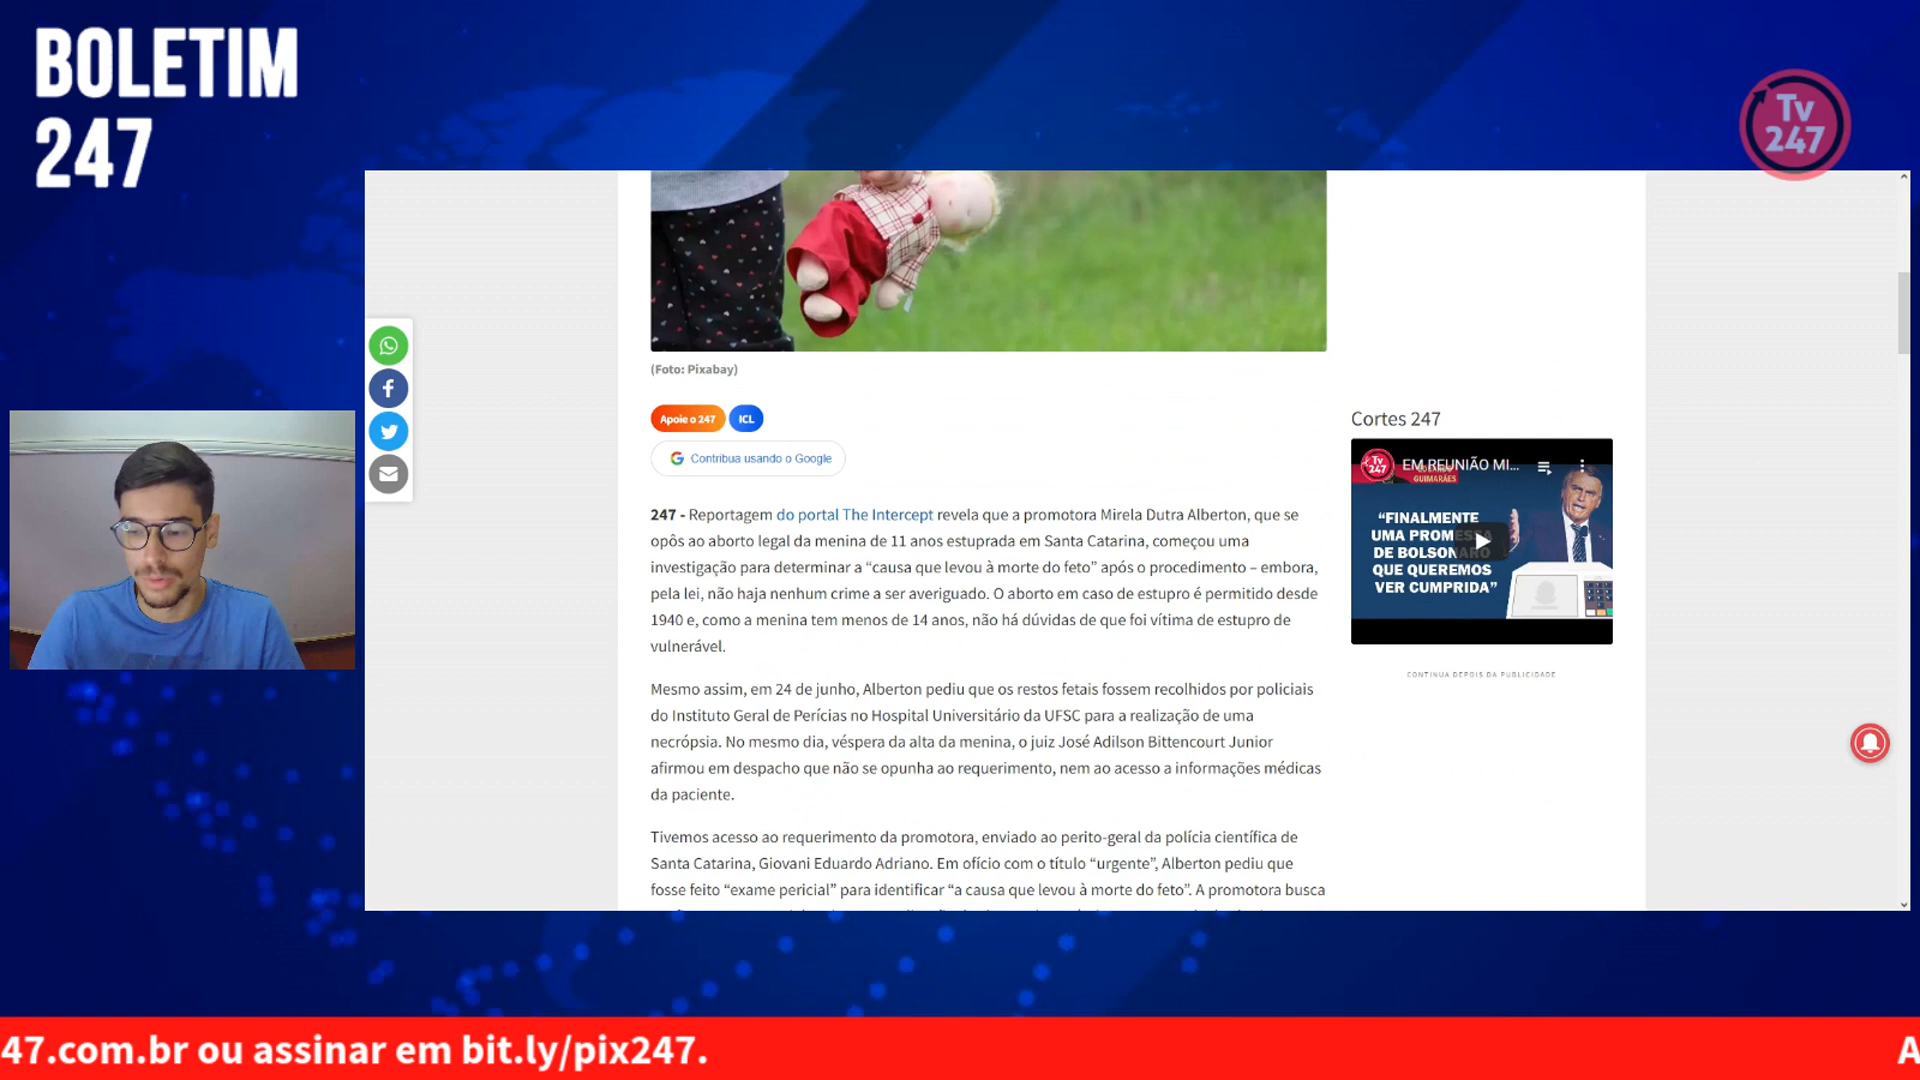 BOLETIM
247
Tv
247
(Foto: Pixabay)
Apoie o 247
ICL
Contribua usando o Google
247 - Reportagem do portal The Intercept revela que a promotora Mirela Dutra Alberton, que se
opôs ao aborto legal da menina de 11 anos estuprada em Santa Catarina, começou uma
investigação para determinar a “causa que levou à morte do feto” após o procedimento – embora,
pela lei, não haja nenhum crime a ser averiguado. O aborto em caso de estupro é permitido desde
1940 e, como a menina tem menos de 14 anos, não há dúvidas de que foi vítima de estupro de
vulnerável.
Mesmo assim, em 24 de junho, Alberton pediu que os restos fetais fossem recolhidos por policiais
do Instituto Geral de Perícias no Hospital Universitário da UFSC para a realização de uma
necrópsia. No mesmo dia, véspera da alta da menina, o juiz José Adilson Bittencourt Junior
afirmou em despacho que não se opunha ao requerimento, nem ao acesso a informações médicas
da paciente.
Tivemos acesso ao requerimento da promotora, enviado ao perito-geral da polícia científica de
Santa Catarina, Giovani Eduardo Adriano. Em ofício com o título “urgente”, Alberton pediu que
fosse feito “exame pericial” para identificar “a causa que levou à morte do feto”. A promotora busca
Cortes 247
Tv
247
EM REUNIÃO MI...
GUIMARÃES
“FINALMENTE
UMA PROMESSA
DE BOLSONARO
QUE QUEREMOS
VER CUMPRIDA”
CONTINUA DEPOIS DA PUBLICIDADE
47.com.br ou assinar em bit.ly/pix247.
A